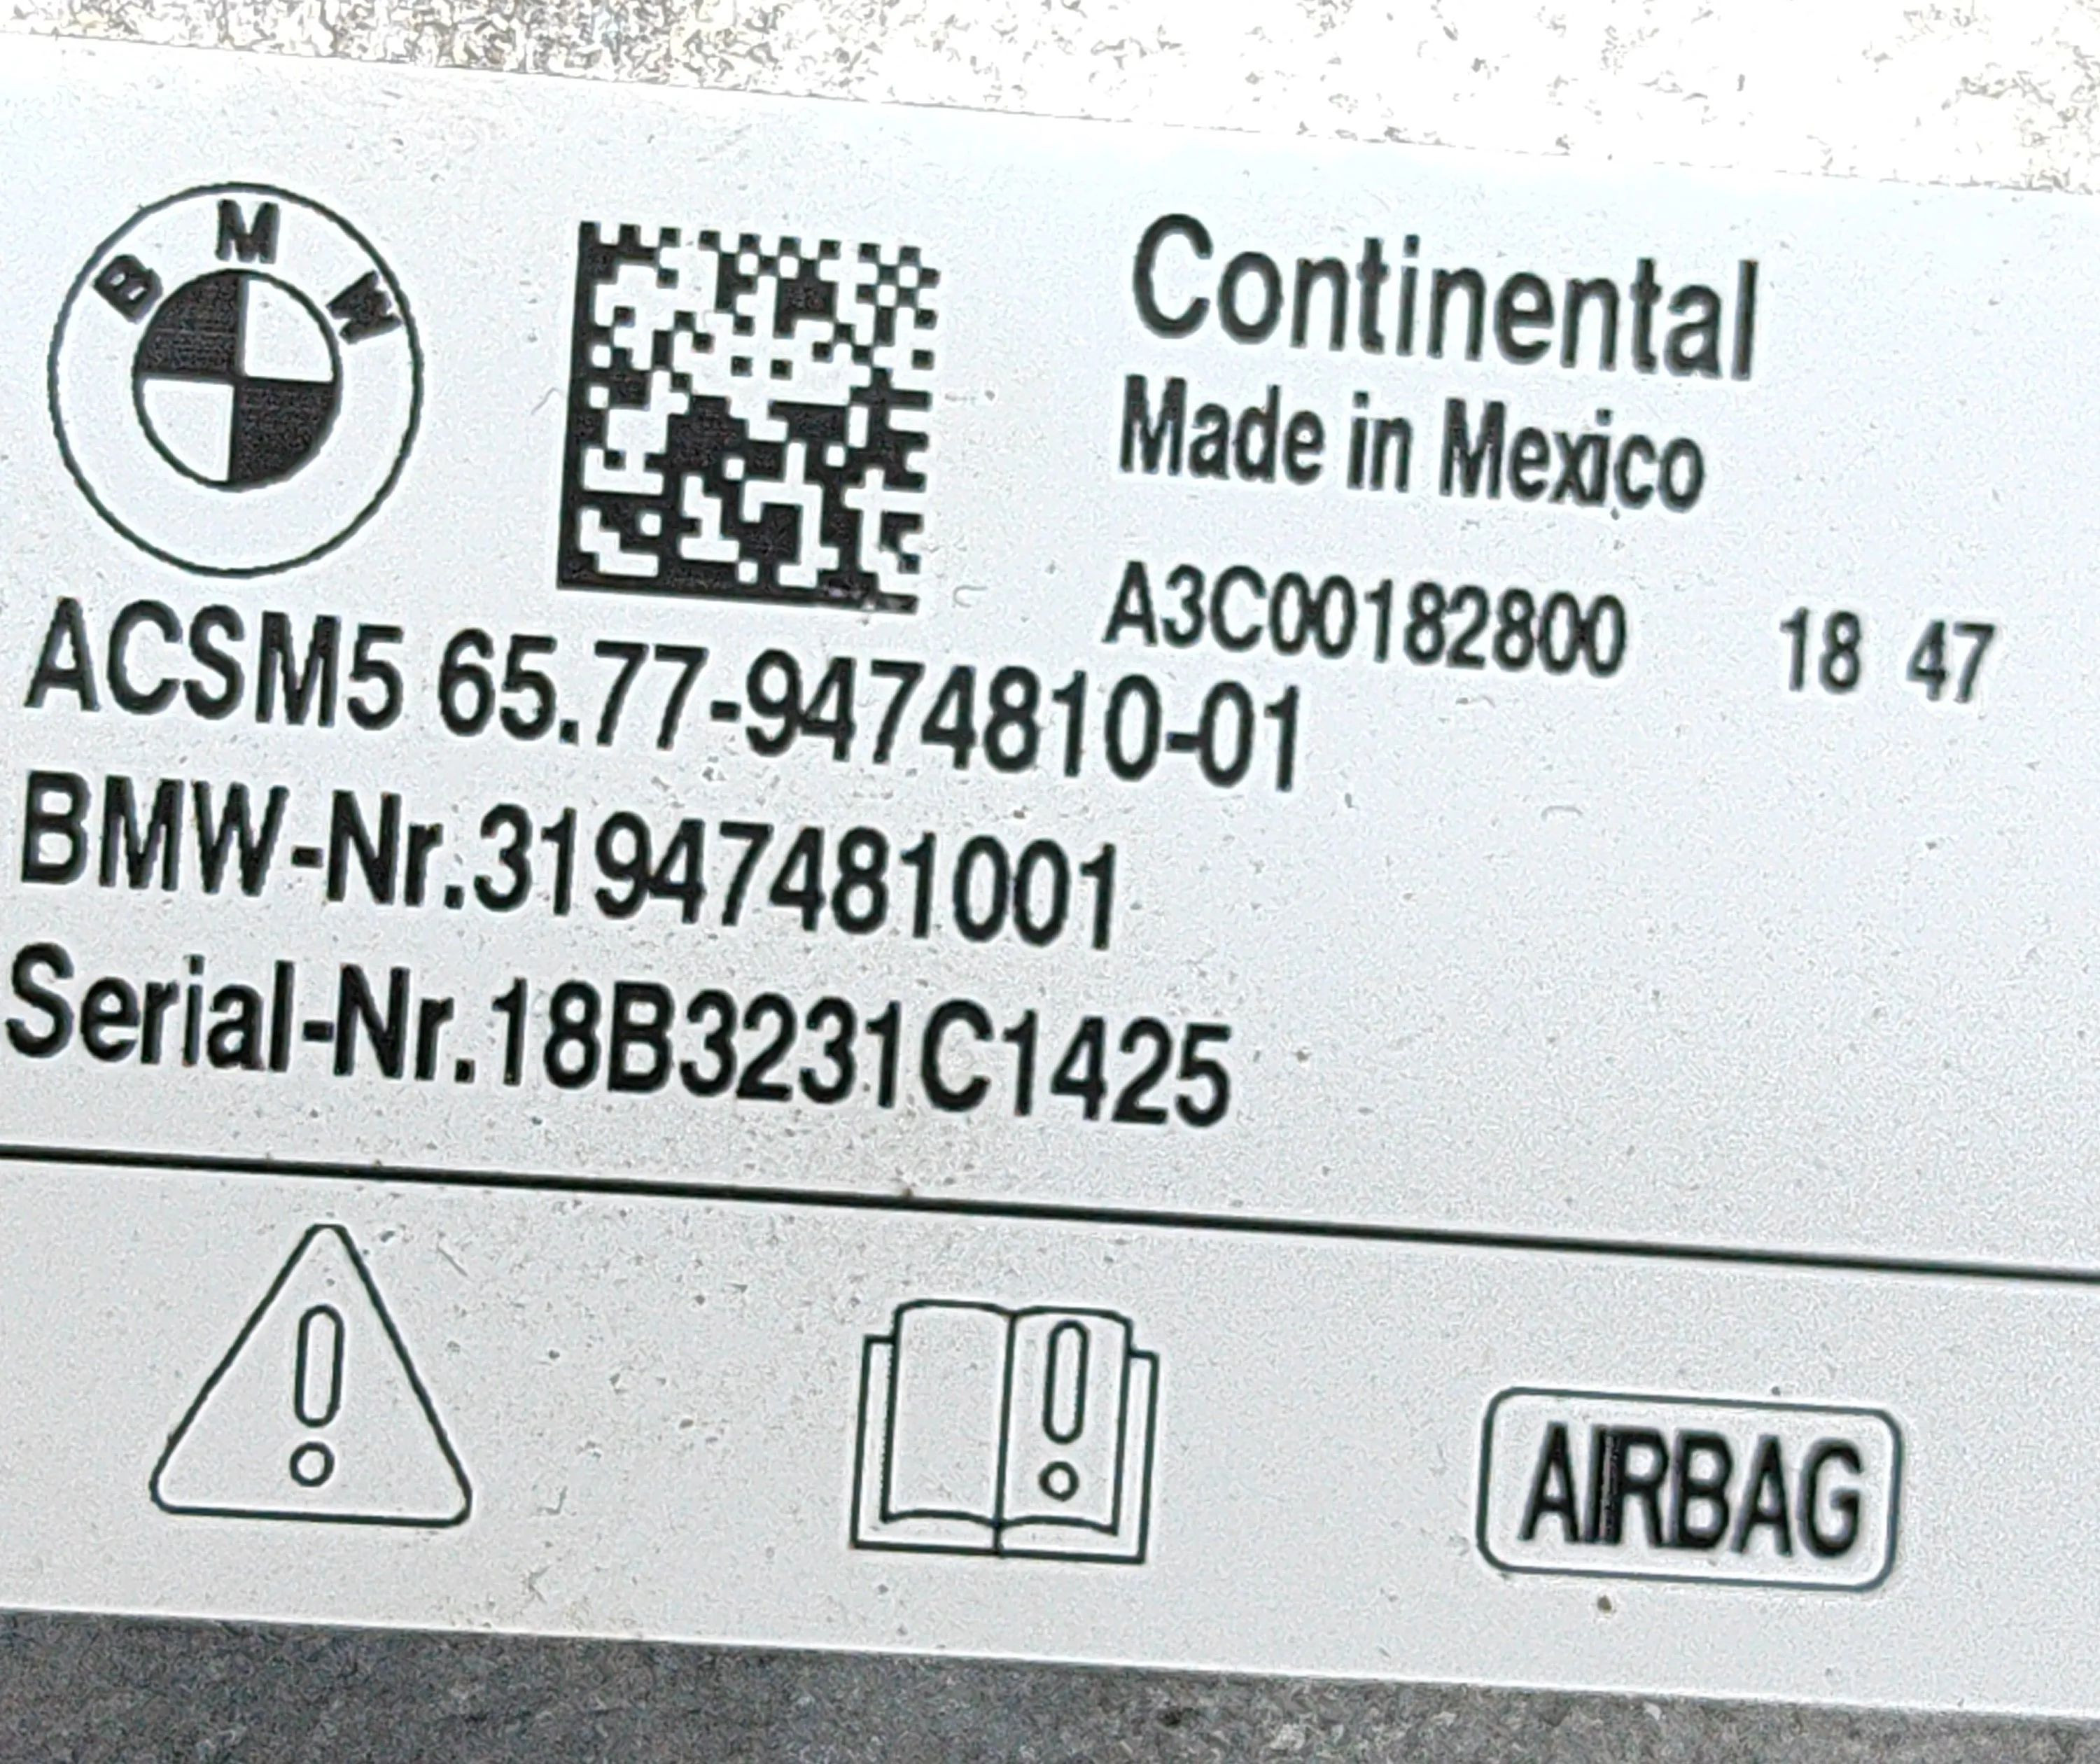 BMW
Continental
Made in Mexico
A3C00182800 18 47
ACSM5 65.77-9474810-01
BMW-Nr.31947481001
Serial-Nr.18B3231C1425
AIRBAG